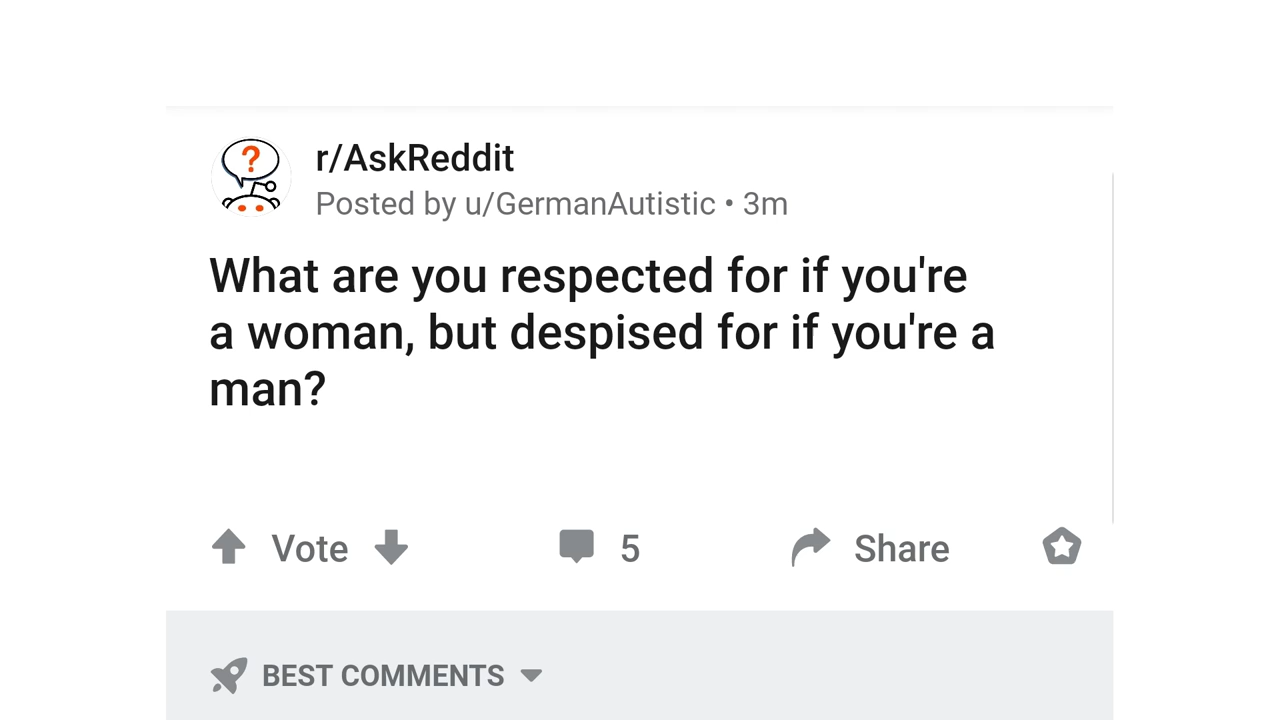 r/AskReddit
Posted by u/GermanAutistic • 3m
What are you respected for if you're
a woman, but despised for if you're a
man?
Vote 5 Share
BEST COMMENTS